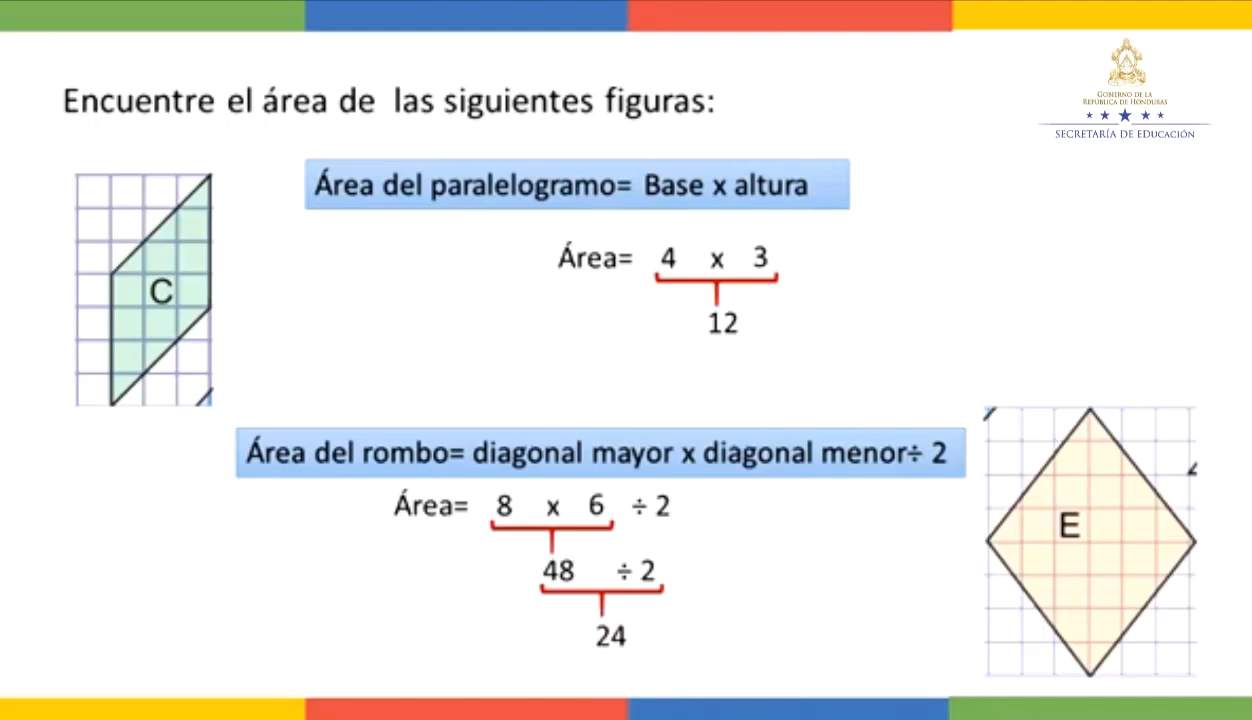 Encuentre el área de las siguientes figuras:
GOBIERNO DE LA
REPÚBLICA DE HONDURAS
SECRETARÍA DE EDUCACIÓN
Área del paralelogramo= Base x altura
Área= 4 x 3
C
12
Área del rombo= diagonal mayor x diagonal menor÷ 2
Área= 8 x 6 ÷ 2
E
48 ÷ 2
24